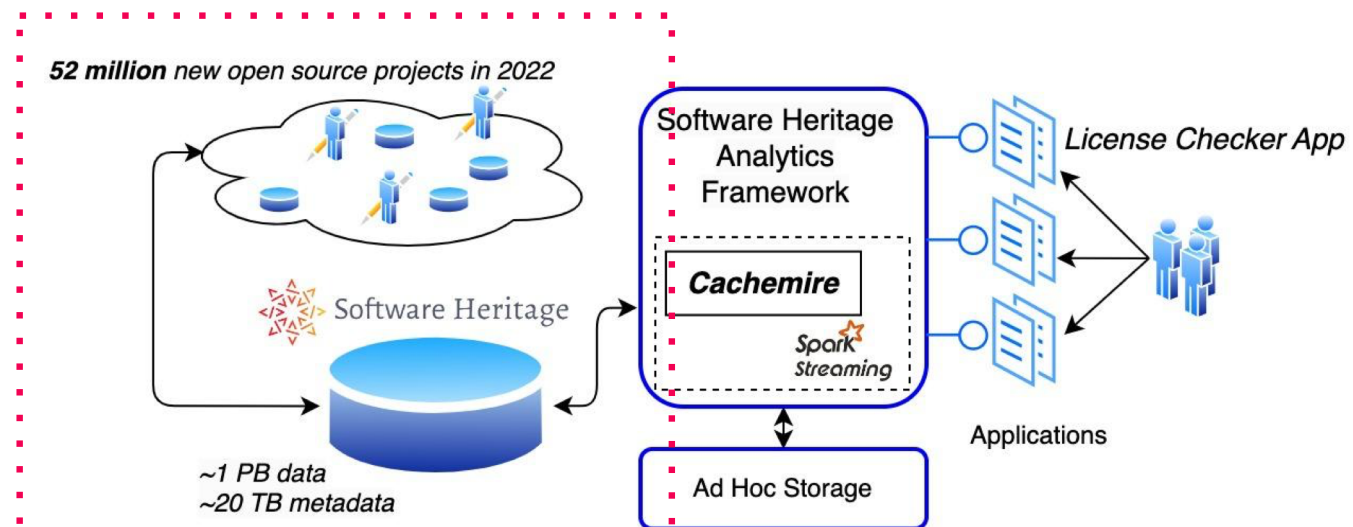 52 million new open source projects in 2022
Software Heritage
~1 PB data
~20 TB metadata
Software Heritage
Analytics
Framework
Cachemire
Spark
Streaming
Ad Hoc Storage
License Checker App
Applications